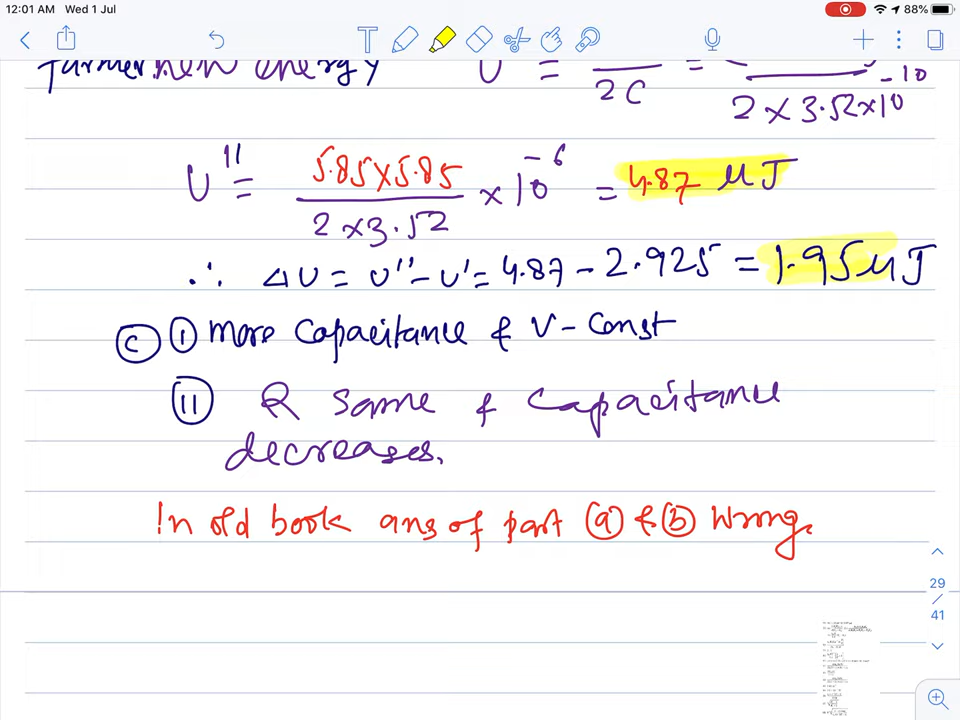 12:01 AM Wed 1 Jul 88%
then energy U = / 2C = / 2 × 3.52×10⁻¹⁰
U'' = 5.85×5.85 / 2×3.52 × 10⁻⁶ = 4.87 μJ
∴ ΔU = U''-U' = 4.87 - 2.925 = 1.95 μJ
(C) (I) More Capacitance & V-Const
(II) Q Same & Capacitance
decreases.
In old book ans of part (a) & (b) Wrong.
29
/
41